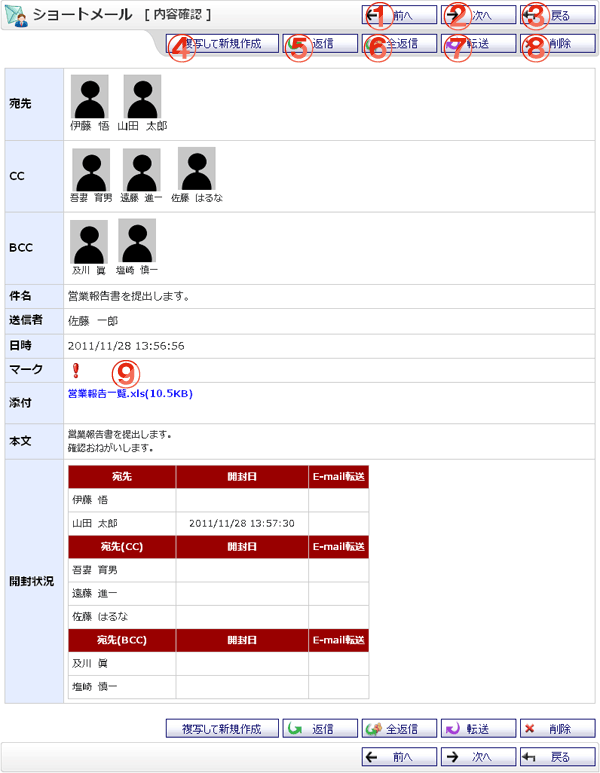 ショートメール [ 内容確認 ]
① 前へ ② 次へ ③ 戻る
④ 複写して新規作成 ⑤ 返信 ⑥ 全返信 ⑦ 転送 ⑧ 削除
宛先
伊藤 悟 山田 太郎
CC
吾妻 育男 遠藤 進一 佐藤 はるな
BCC
及川 眞 塩崎 慎一
件名 営業報告書を提出します。
送信者 佐藤 一郎
日時 2011/11/28 13:56:56
マーク ⑨
添付 営業報告一覧.xls(10.5KB)
本文 営業報告書を提出します。
確認おねがいします。
開封状況
宛先 開封日 E-mail転送
伊藤 悟
山田 太郎 2011/11/28 13:57:30
宛先(CC) 開封日 E-mail転送
吾妻 育男
遠藤 進一
佐藤 はるな
宛先(BCC) 開封日 E-mail転送
及川 眞
塩崎 慎一
複写して新規作成 返信 全返信 転送 削除
前へ 次へ 戻る